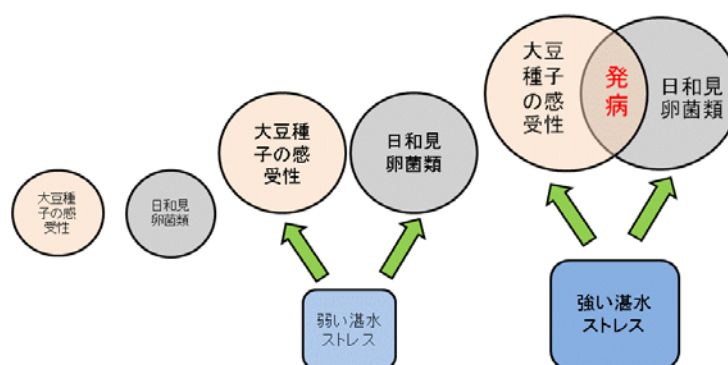 大豆種
子の感
受性
日和見
卵菌類
大豆種
子の感
受性
日和見
卵菌類
弱い湛水
ストレス
大豆
種子
の感
受性
発
病
日和見
卵菌類
強い湛水
ストレス